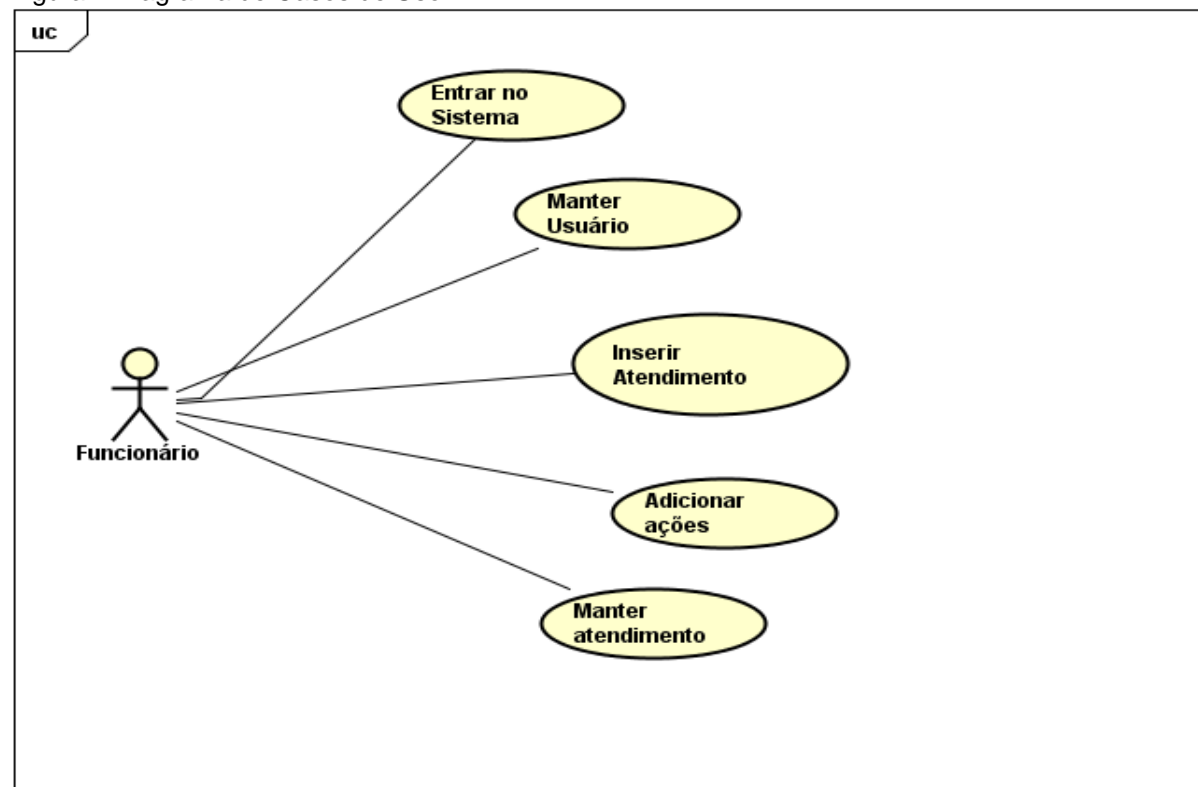 uc
Entrar no
Sistema
Manter
Usuário
Inserir
Atendimento
Funcionário
Adicionar
ações
Manter
atendimento